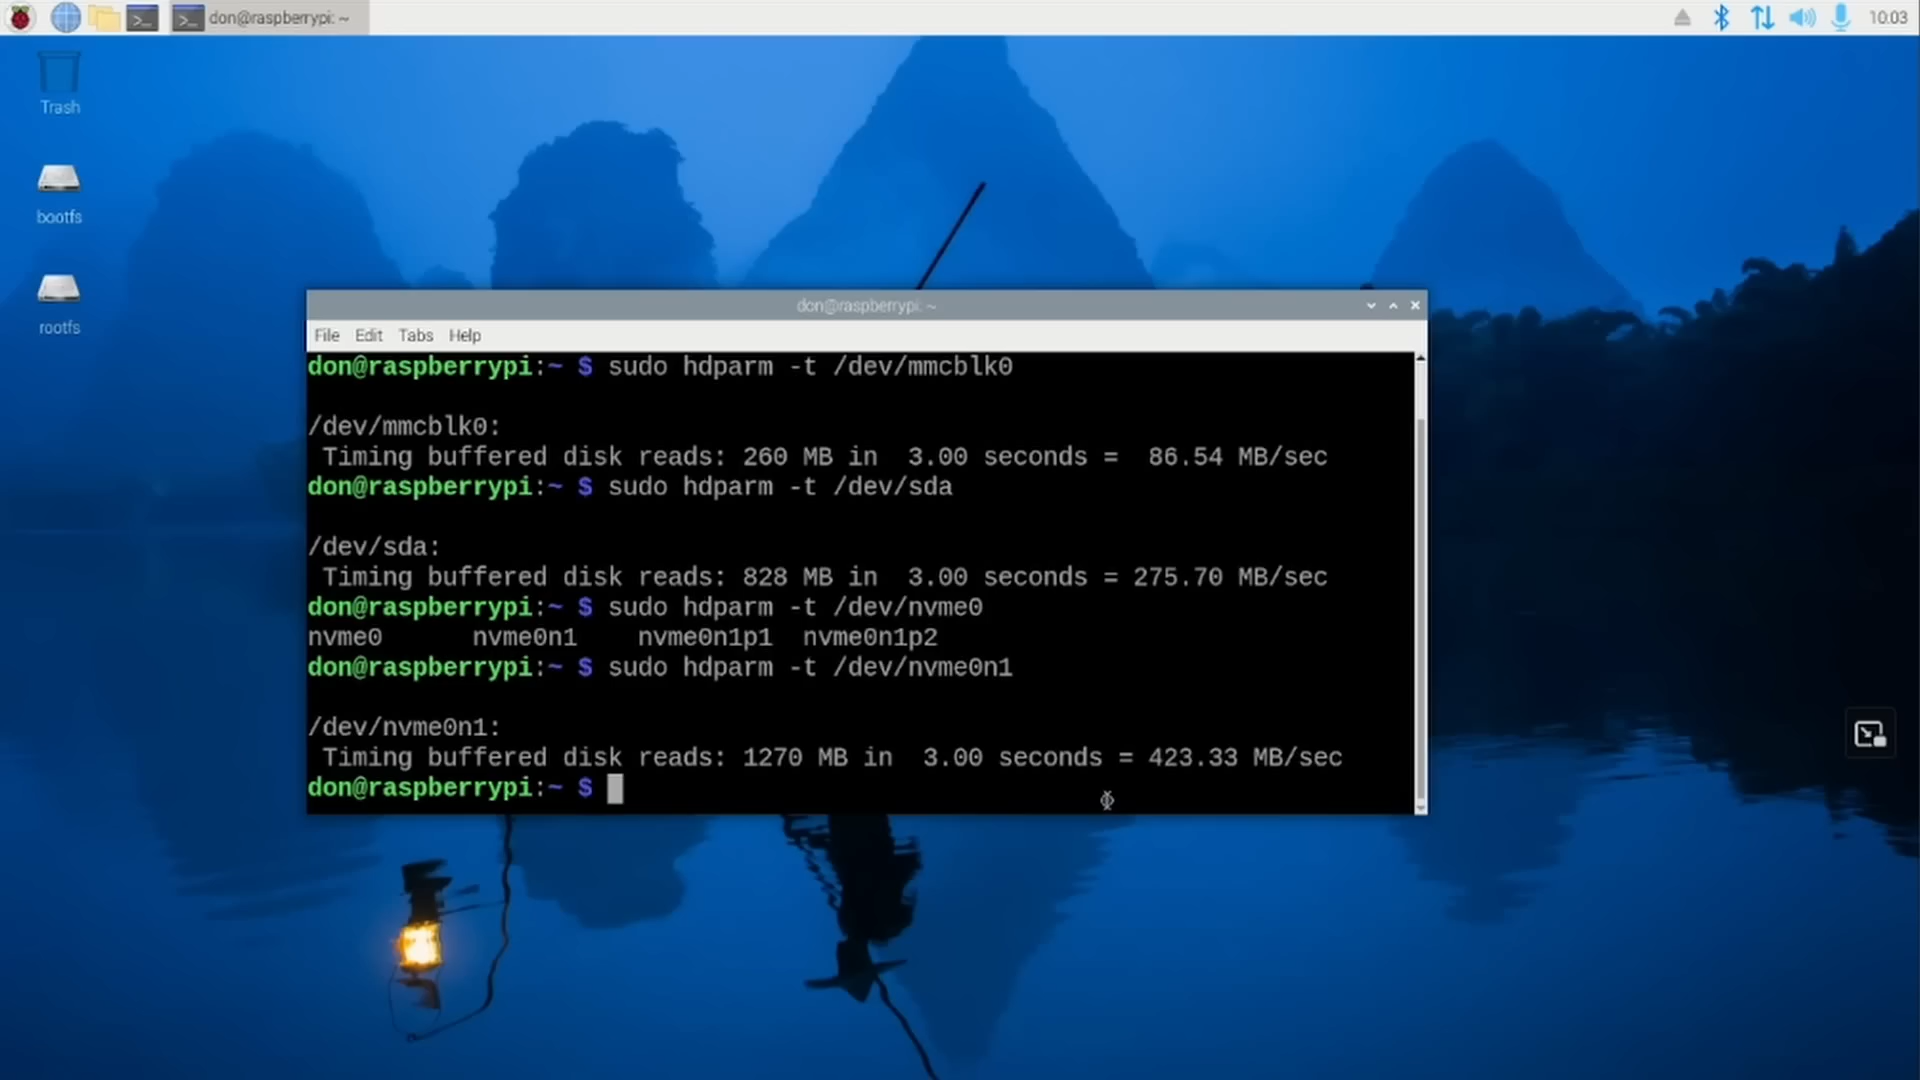 don@raspberrypi: ~
10:03
Trash
bootfs
rootfs
don@raspberrypi: ~
File Edit Tabs Help
don@raspberrypi:~ $ sudo hdparm -t /dev/mmcblk0
/dev/mmcblk0:
Timing buffered disk reads: 260 MB in  3.00 seconds =  86.54 MB/sec
don@raspberrypi:~ $ sudo hdparm -t /dev/sda
/dev/sda:
Timing buffered disk reads: 828 MB in  3.00 seconds = 275.70 MB/sec
don@raspberrypi:~ $ sudo hdparm -t /dev/nvme0
nvme0      nvme0n1    nvme0n1p1  nvme0n1p2
don@raspberrypi:~ $ sudo hdparm -t /dev/nvme0n1
/dev/nvme0n1:
Timing buffered disk reads: 1270 MB in  3.00 seconds = 423.33 MB/sec
don@raspberrypi:~ $